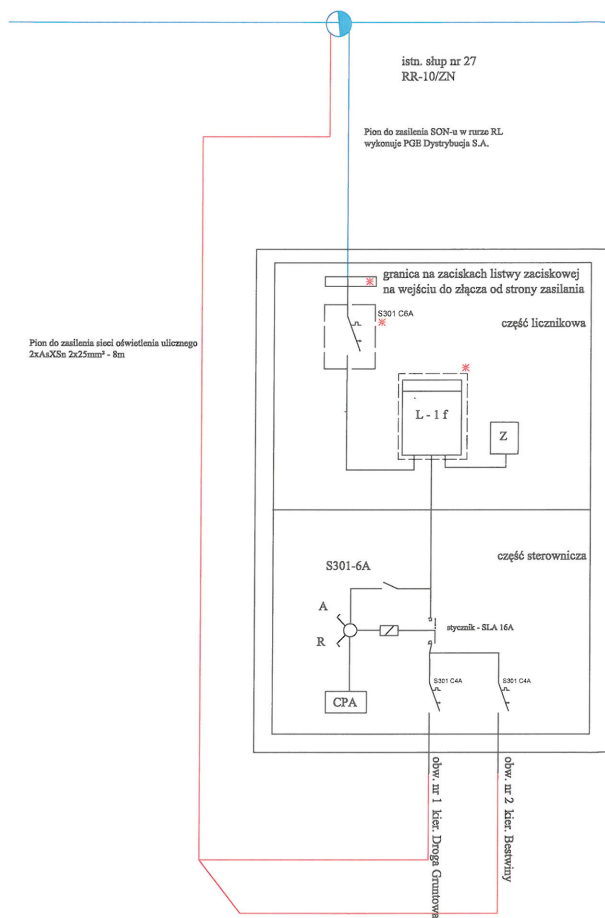 istn. słup nr 27
RR-10/ZN
Pion do zasilenia SON-u w rurze RL
wykonuje PGE Dystrybucja S.A.
granica na zaciskach listwy zaciskowej
na wejściu do złącza od strony zasilania
S301 C6A
część licznikowa
Pion do zasilenia sieci oświetlenia ulicznego
2xAsXSn 2x25mm² - 8m
L - 1 f
Z
część sterownicza
S301-6A
A
R
stycznik - SLA 16A
S301 C4A
S301 C4A
CPA
obw. nr 1 kier. Droga Gruntowa
obw. nr 2 kier. Bestwiny